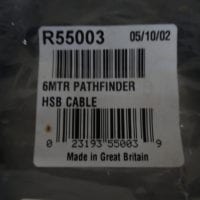 R55003 05/10/02
6MTR PATHFINDER
HSB CABLE
0 23193 55003 9
Made in Great Britain